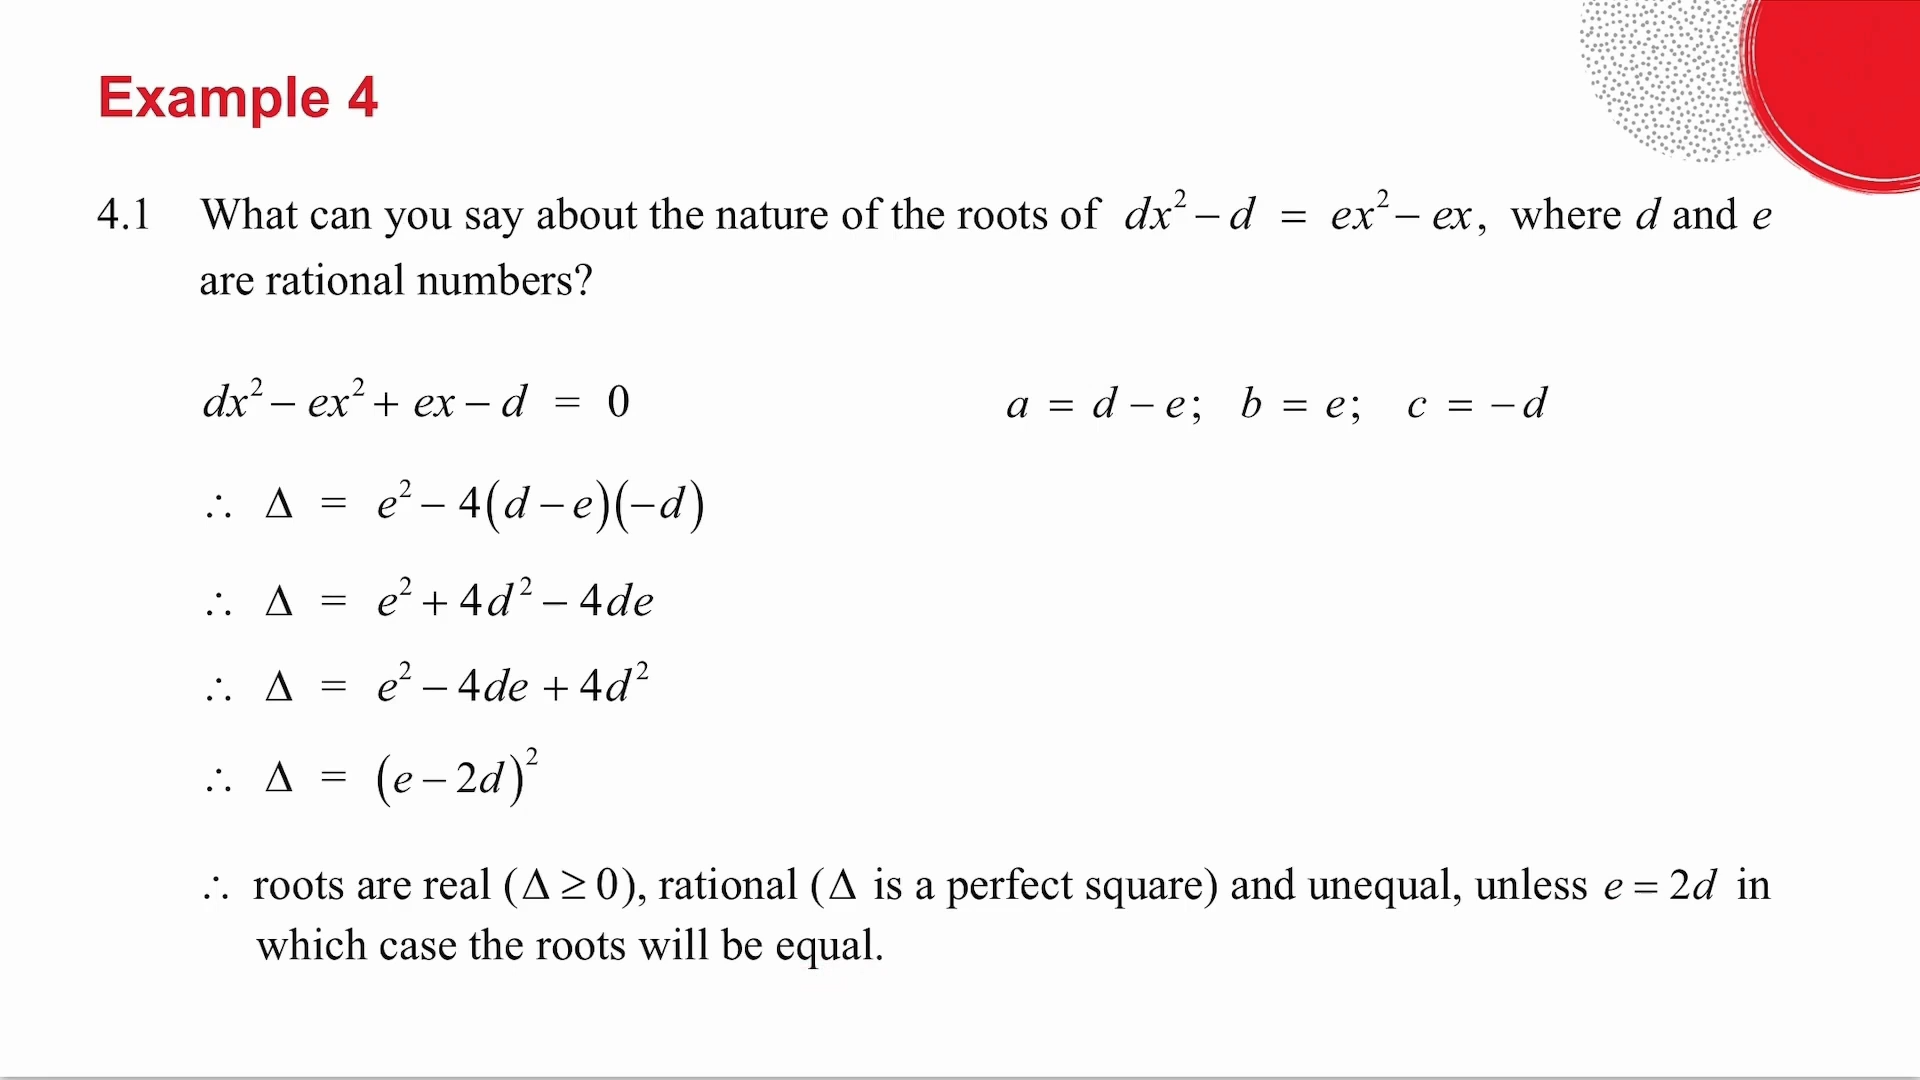 Example 4
4.1 What can you say about the nature of the roots of dx² – d = ex² – ex, where d and e
are rational numbers?
dx² – ex² + ex – d = 0 a = d – e; b = e; c = –d
∴ Δ = e² – 4(d – e)(–d)
∴ Δ = e² + 4d² – 4de
∴ Δ = e² – 4de + 4d²
∴ Δ = (e – 2d)²
∴ roots are real (Δ ≥ 0), rational (Δ is a perfect square) and unequal, unless e = 2d in
which case the roots will be equal.